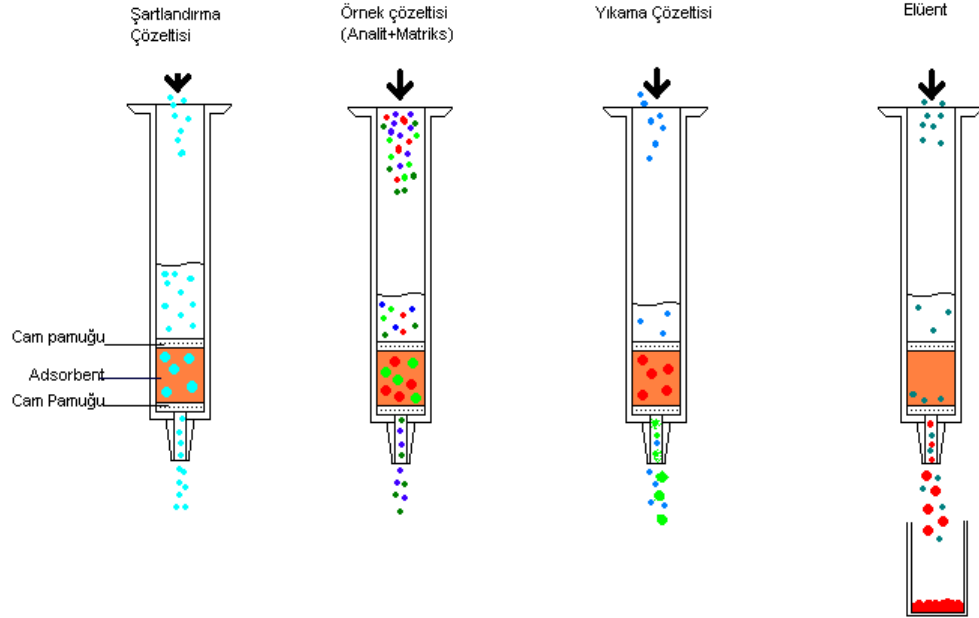 Şartlandırma
Çözeltisi
Örnek çözeltisi
(Analit+Matriks)
Yıkama Çözeltisi
Elüent
Cam pamuğu
Adsorbent
Cam Pamuğu